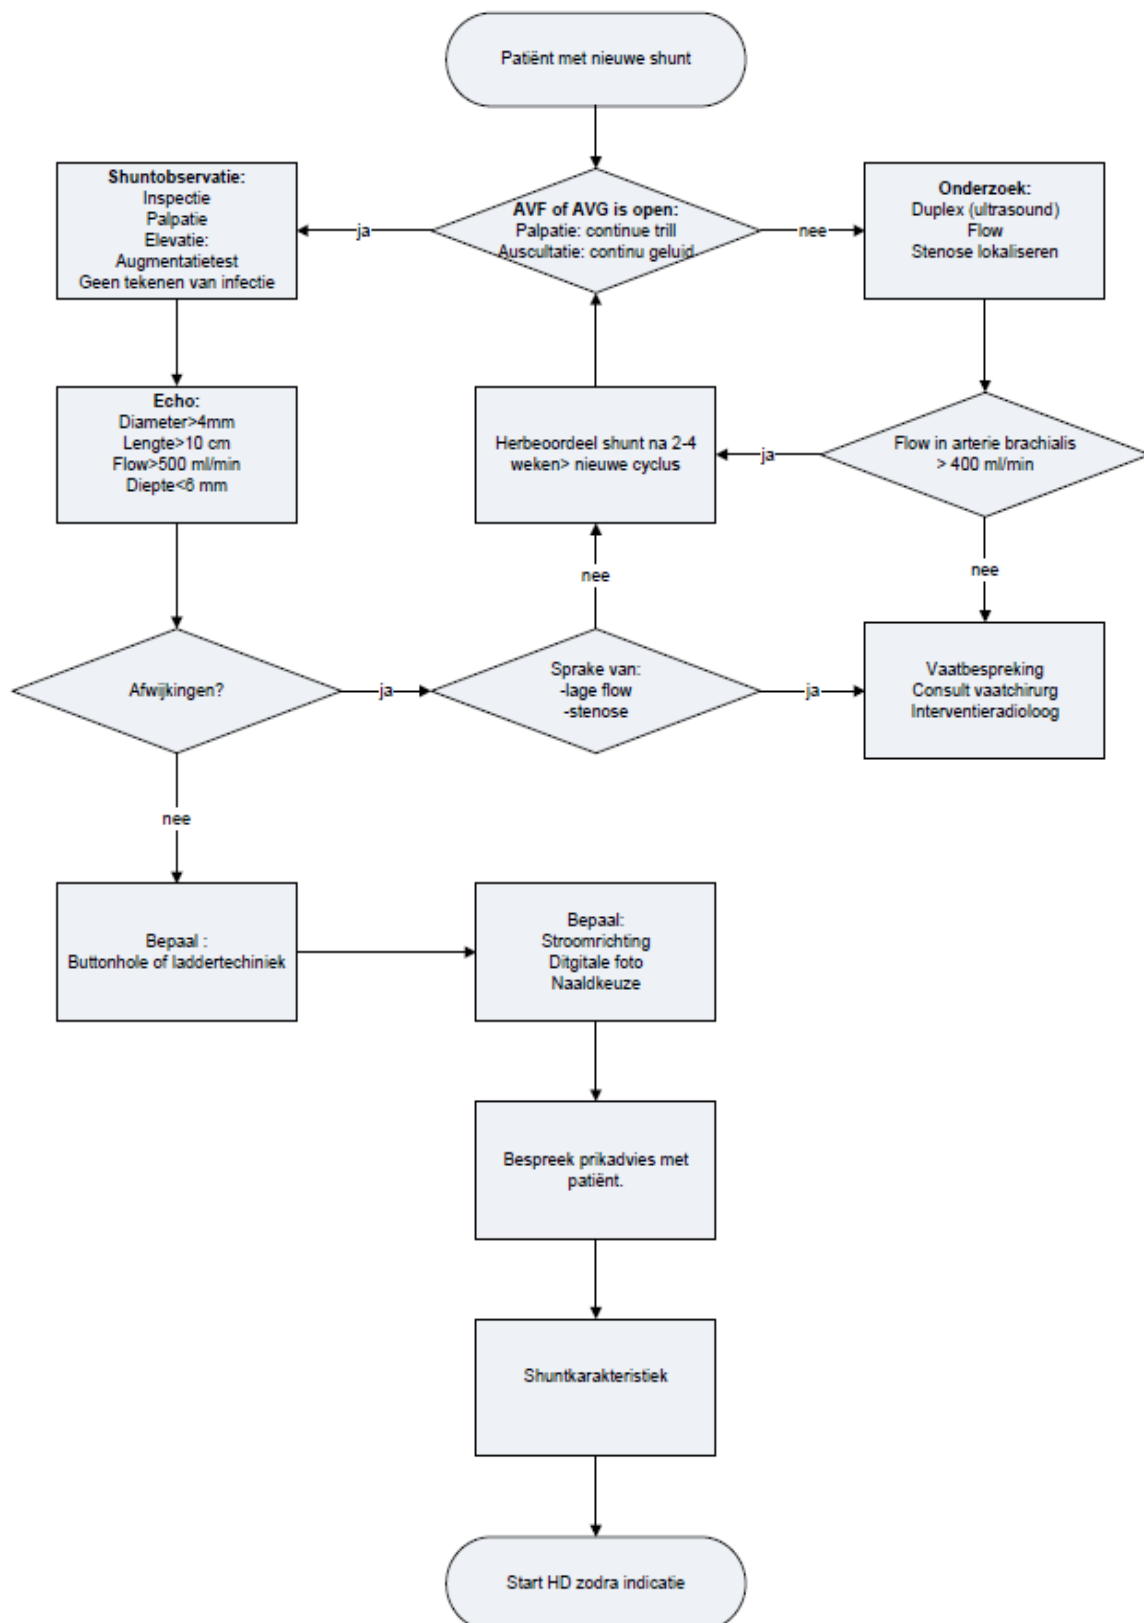 Patiënt met nieuwe shunt
Shuntobservatie:
Inspectie
Palpatie
Elevatie:
Augmentatietest
Geen tekenen van infectie
ja
AVF of AVG is open:
Palpatie: continue trill
Auscultatie: continu geluid
nee
Onderzoek:
Duplex (ultrasound)
Flow
Stenose lokaliseren
Echo:
Diameter>4mm
Lengte>10 cm
Flow>500 ml/min
Diepte<6 mm
Herbeoordeel shunt na 2-4
weken> nieuwe cyclus
ja
Flow in arterie brachialis
> 400 ml/min
nee
nee
Afwijkingen?
ja
Sprake van:
-lage flow
-stenose
ja
Vaatbespreking
Consult vaatchirurg
Interventieradioloog
nee
Bepaal :
Buttonhole of laddertechiniek
Bepaal:
Stroomrichting
Ditgitale foto
Naaldkeuze
Bespreek prikadvies met
patiënt.
Shuntkarakteristiek
Start HD zodra indicatie